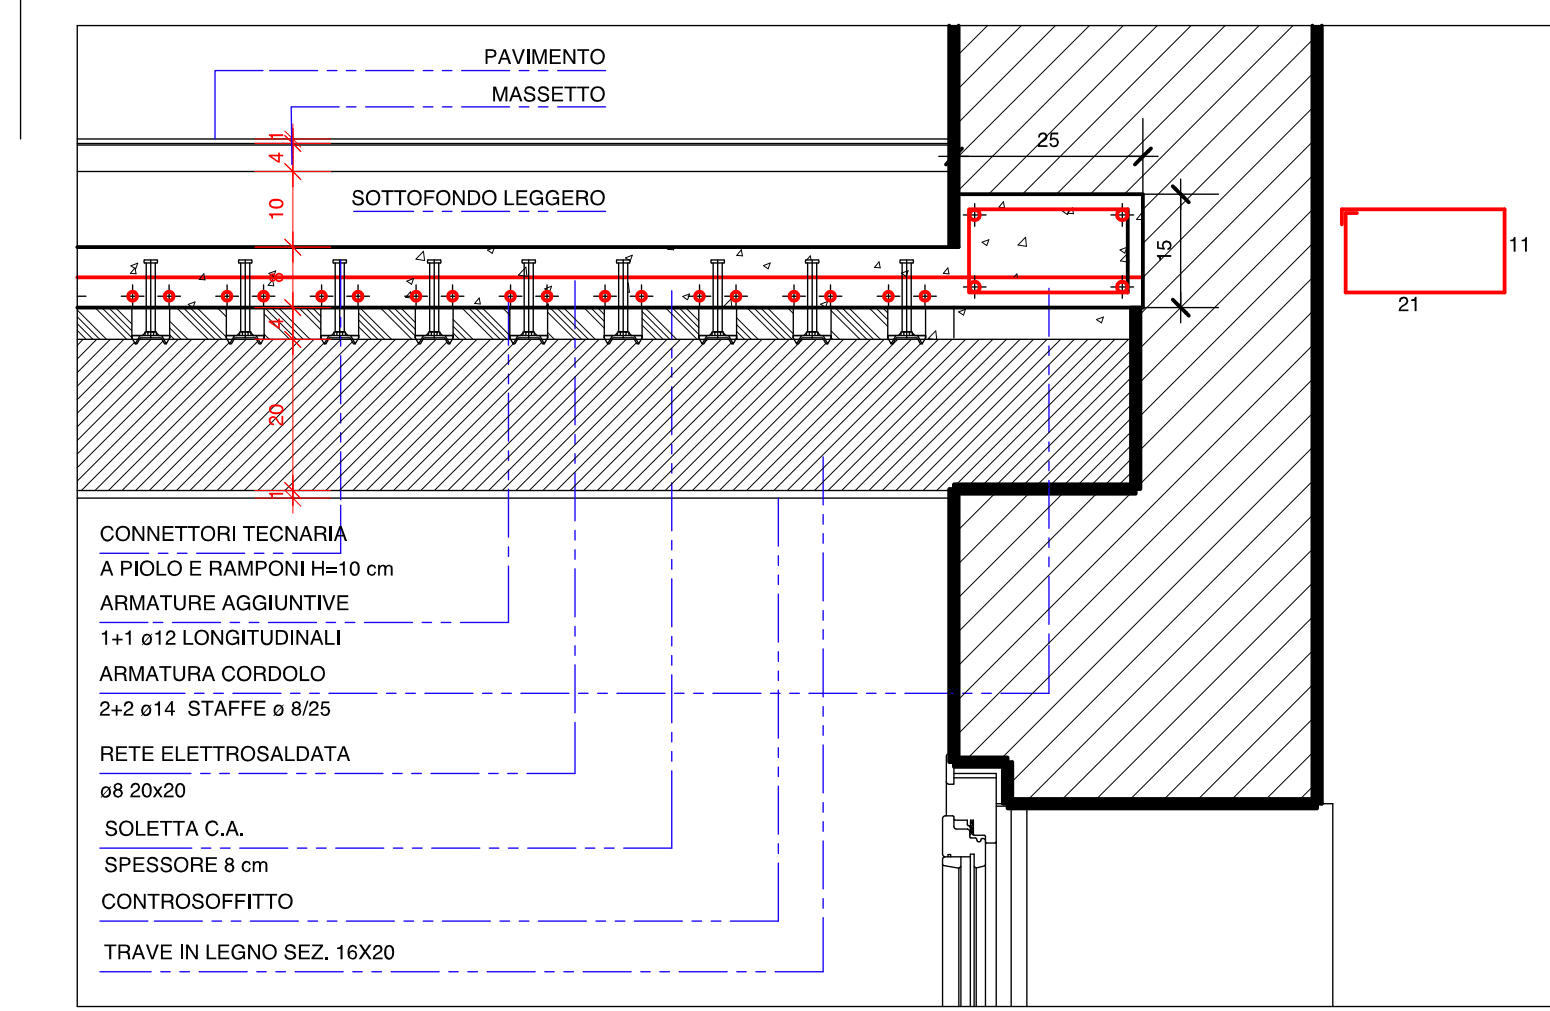 PAVIMENTO
MASSETTO
1
4
25
10
SOTTOFONDO LEGGERO
15
11
8
21
4
20
1
CONNETTORI TECNARIA
A PIOLO E RAMPONI H=10 cm
ARMATURE AGGIUNTIVE
1+1 ø12 LONGITUDINALI
ARMATURA CORDOLO
2+2 ø14 STAFFE ø 8/25
RETE ELETTROSALDATA
ø8 20x20
SOLETTA C.A.
SPESSORE 8 cm
CONTROSOFFITTO
TRAVE IN LEGNO SEZ. 16X20